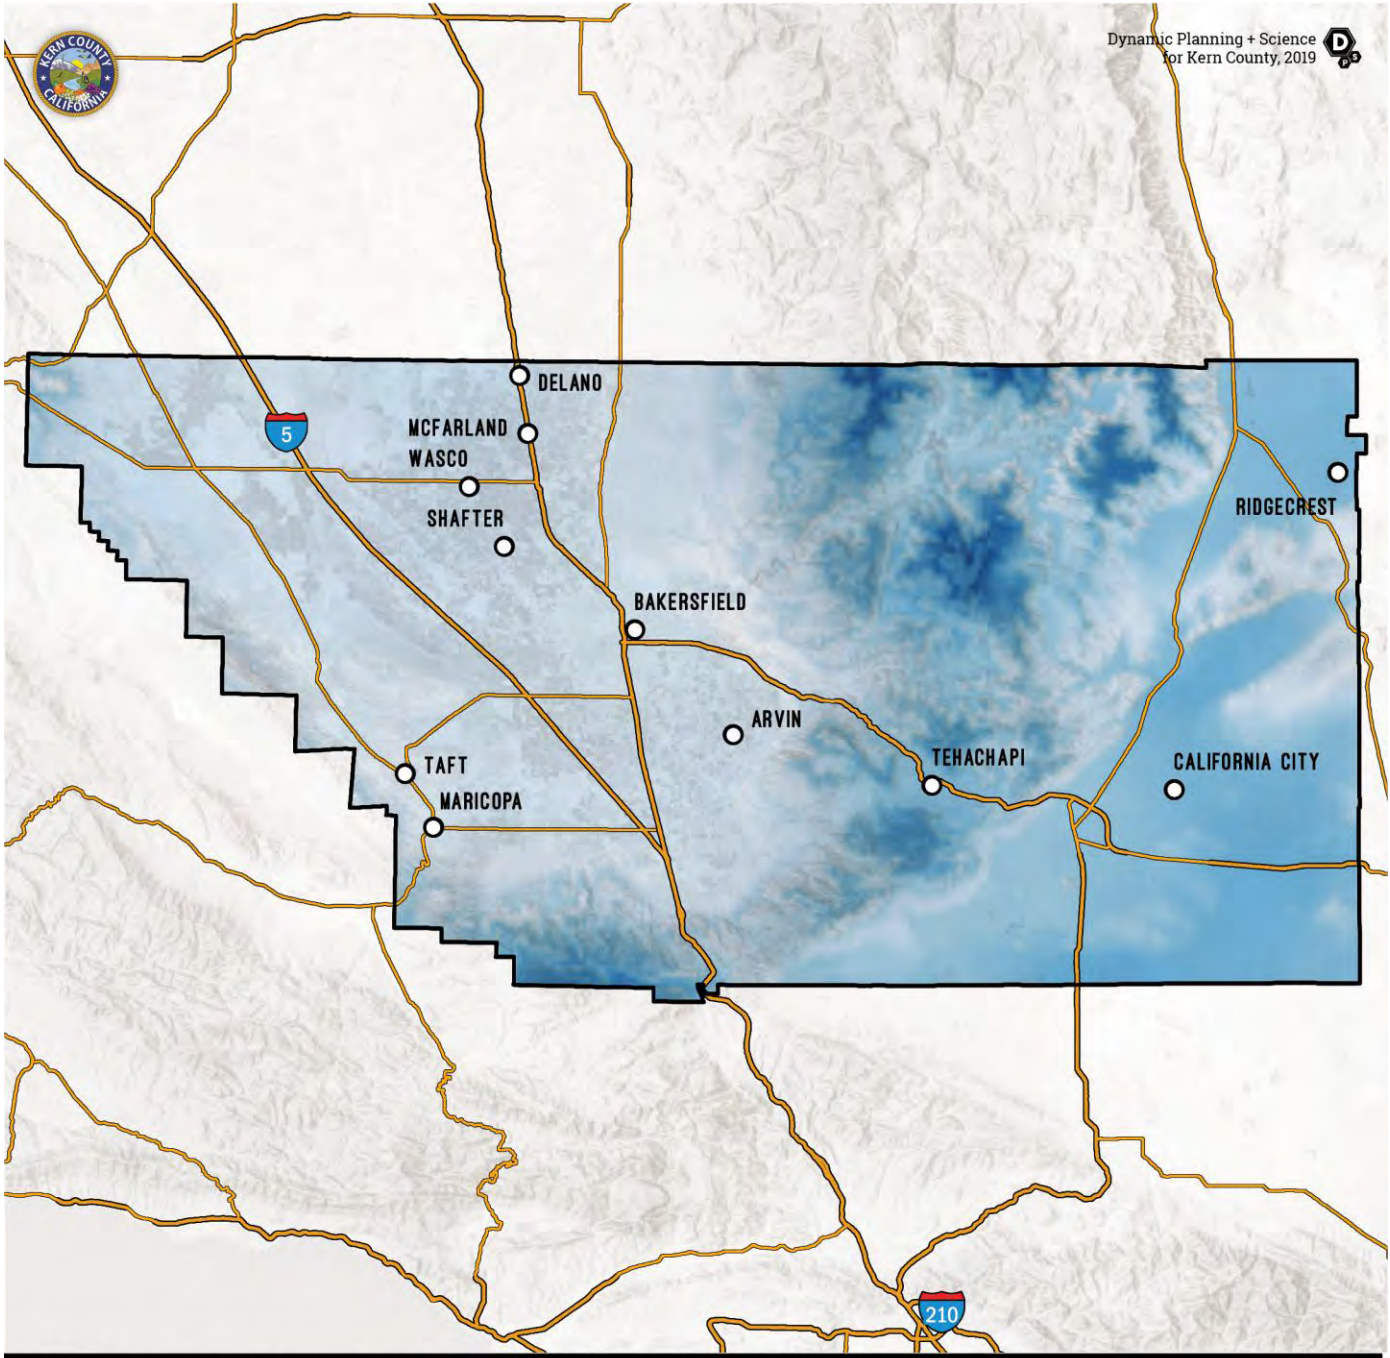 KERN COUNTY
CALIFORNIA
Dynamic Planning + Science
for Kern County, 2019
D
P
S
DELANO
5
MCFARLAND
WASCO
SHAFTER
RIDGECREST
BAKERSFIELD
ARVIN
TAFT
TEHACHAPI
CALIFORNIA CITY
MARICOPA
210